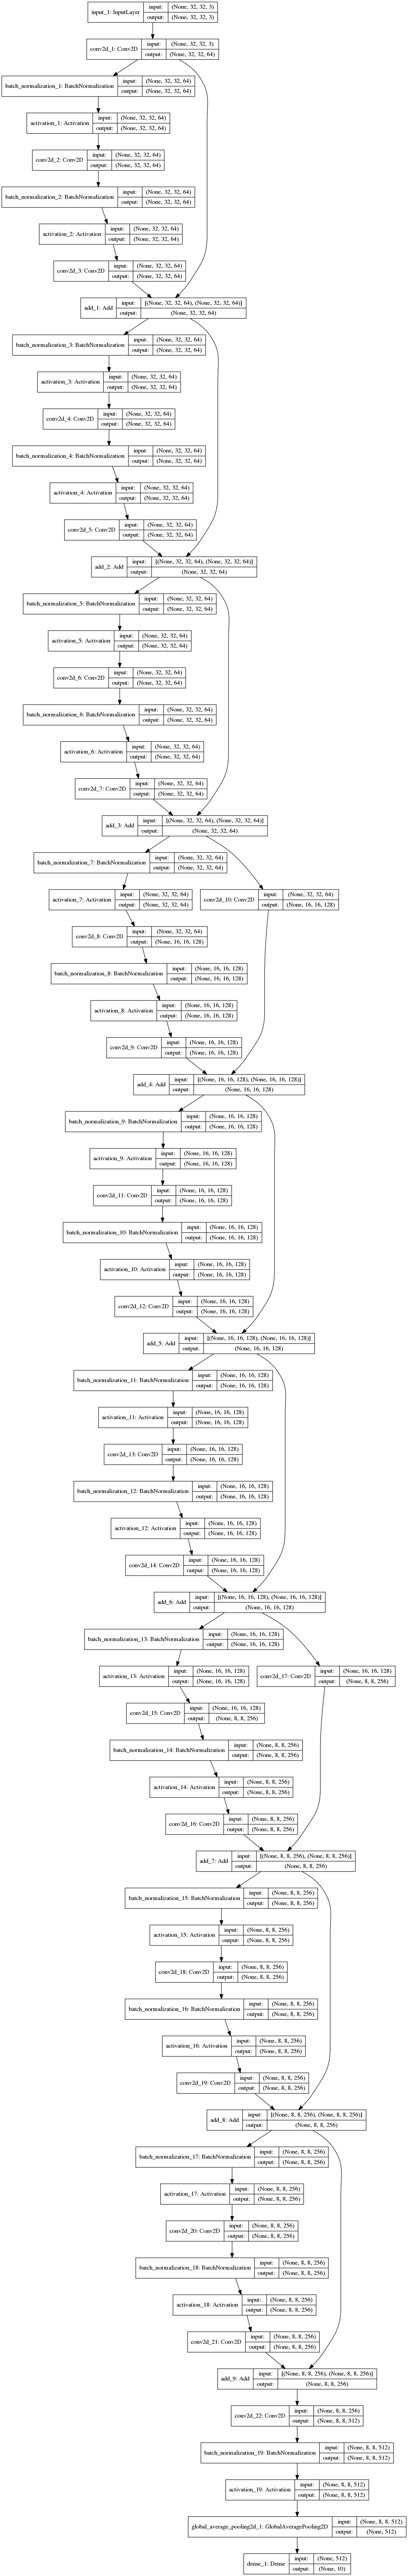 input_1: InputLayer input: (None, 32, 32, 3)
output: (None, 32, 32, 3)
conv2d_1: Conv2D input: (None, 32, 32, 3)
output: (None, 32, 32, 64)
batch_normalization_1: BatchNormalization input: (None, 32, 32, 64)
output: (None, 32, 32, 64)
activation_1: Activation input: (None, 32, 32, 64)
output: (None, 32, 32, 64)
conv2d_2: Conv2D input: (None, 32, 32, 64)
output: (None, 32, 32, 64)
batch_normalization_2: BatchNormalization input: (None, 32, 32, 64)
output: (None, 32, 32, 64)
activation_2: Activation input: (None, 32, 32, 64)
output: (None, 32, 32, 64)
conv2d_3: Conv2D input: (None, 32, 32, 64)
output: (None, 32, 32, 64)
add_1: Add input: [(None, 32, 32, 64), (None, 32, 32, 64)]
output: (None, 32, 32, 64)
batch_normalization_3: BatchNormalization input: (None, 32, 32, 64)
output: (None, 32, 32, 64)
activation_3: Activation input: (None, 32, 32, 64)
output: (None, 32, 32, 64)
conv2d_4: Conv2D input: (None, 32, 32, 64)
output: (None, 32, 32, 64)
batch_normalization_4: BatchNormalization input: (None, 32, 32, 64)
output: (None, 32, 32, 64)
activation_4: Activation input: (None, 32, 32, 64)
output: (None, 32, 32, 64)
conv2d_5: Conv2D input: (None, 32, 32, 64)
output: (None, 32, 32, 64)
add_2: Add input: [(None, 32, 32, 64), (None, 32, 32, 64)]
output: (None, 32, 32, 64)
batch_normalization_5: BatchNormalization input: (None, 32, 32, 64)
output: (None, 32, 32, 64)
activation_5: Activation input: (None, 32, 32, 64)
output: (None, 32, 32, 64)
conv2d_6: Conv2D input: (None, 32, 32, 64)
output: (None, 32, 32, 64)
batch_normalization_6: BatchNormalization input: (None, 32, 32, 64)
output: (None, 32, 32, 64)
activation_6: Activation input: (None, 32, 32, 64)
output: (None, 32, 32, 64)
conv2d_7: Conv2D input: (None, 32, 32, 64)
output: (None, 32, 32, 64)
add_3: Add input: [(None, 32, 32, 64), (None, 32, 32, 64)]
output: (None, 32, 32, 64)
batch_normalization_7: BatchNormalization input: (None, 32, 32, 64)
output: (None, 32, 32, 64)
activation_7: Activation input: (None, 32, 32, 64)
output: (None, 32, 32, 64)
conv2d_10: Conv2D input: (None, 32, 32, 64)
output: (None, 16, 16, 128)
conv2d_8: Conv2D input: (None, 32, 32, 64)
output: (None, 16, 16, 128)
batch_normalization_8: BatchNormalization input: (None, 16, 16, 128)
output: (None, 16, 16, 128)
activation_8: Activation input: (None, 16, 16, 128)
output: (None, 16, 16, 128)
conv2d_9: Conv2D input: (None, 16, 16, 128)
output: (None, 16, 16, 128)
add_4: Add input: [(None, 16, 16, 128), (None, 16, 16, 128)]
output: (None, 16, 16, 128)
batch_normalization_9: BatchNormalization input: (None, 16, 16, 128)
output: (None, 16, 16, 128)
activation_9: Activation input: (None, 16, 16, 128)
output: (None, 16, 16, 128)
conv2d_11: Conv2D input: (None, 16, 16, 128)
output: (None, 16, 16, 128)
batch_normalization_10: BatchNormalization input: (None, 16, 16, 128)
output: (None, 16, 16, 128)
activation_10: Activation input: (None, 16, 16, 128)
output: (None, 16, 16, 128)
conv2d_12: Conv2D input: (None, 16, 16, 128)
output: (None, 16, 16, 128)
add_5: Add input: [(None, 16, 16, 128), (None, 16, 16, 128)]
output: (None, 16, 16, 128)
batch_normalization_11: BatchNormalization input: (None, 16, 16, 128)
output: (None, 16, 16, 128)
activation_11: Activation input: (None, 16, 16, 128)
output: (None, 16, 16, 128)
conv2d_13: Conv2D input: (None, 16, 16, 128)
output: (None, 16, 16, 128)
batch_normalization_12: BatchNormalization input: (None, 16, 16, 128)
output: (None, 16, 16, 128)
activation_12: Activation input: (None, 16, 16, 128)
output: (None, 16, 16, 128)
conv2d_14: Conv2D input: (None, 16, 16, 128)
output: (None, 16, 16, 128)
add_6: Add input: [(None, 16, 16, 128), (None, 16, 16, 128)]
output: (None, 16, 16, 128)
batch_normalization_13: BatchNormalization input: (None, 16, 16, 128)
output: (None, 16, 16, 128)
activation_13: Activation input: (None, 16, 16, 128)
output: (None, 16, 16, 128)
conv2d_17: Conv2D input: (None, 16, 16, 128)
output: (None, 8, 8, 256)
conv2d_15: Conv2D input: (None, 16, 16, 128)
output: (None, 8, 8, 256)
batch_normalization_14: BatchNormalization input: (None, 8, 8, 256)
output: (None, 8, 8, 256)
activation_14: Activation input: (None, 8, 8, 256)
output: (None, 8, 8, 256)
conv2d_16: Conv2D input: (None, 8, 8, 256)
output: (None, 8, 8, 256)
add_7: Add input: [(None, 8, 8, 256), (None, 8, 8, 256)]
output: (None, 8, 8, 256)
batch_normalization_15: BatchNormalization input: (None, 8, 8, 256)
output: (None, 8, 8, 256)
activation_15: Activation input: (None, 8, 8, 256)
output: (None, 8, 8, 256)
conv2d_18: Conv2D input: (None, 8, 8, 256)
output: (None, 8, 8, 256)
batch_normalization_16: BatchNormalization input: (None, 8, 8, 256)
output: (None, 8, 8, 256)
activation_16: Activation input: (None, 8, 8, 256)
output: (None, 8, 8, 256)
conv2d_19: Conv2D input: (None, 8, 8, 256)
output: (None, 8, 8, 256)
add_8: Add input: [(None, 8, 8, 256), (None, 8, 8, 256)]
output: (None, 8, 8, 256)
batch_normalization_17: BatchNormalization input: (None, 8, 8, 256)
output: (None, 8, 8, 256)
activation_17: Activation input: (None, 8, 8, 256)
output: (None, 8, 8, 256)
conv2d_20: Conv2D input: (None, 8, 8, 256)
output: (None, 8, 8, 256)
batch_normalization_18: BatchNormalization input: (None, 8, 8, 256)
output: (None, 8, 8, 256)
activation_18: Activation input: (None, 8, 8, 256)
output: (None, 8, 8, 256)
conv2d_21: Conv2D input: (None, 8, 8, 256)
output: (None, 8, 8, 256)
add_9: Add input: [(None, 8, 8, 256), (None, 8, 8, 256)]
output: (None, 8, 8, 256)
conv2d_22: Conv2D input: (None, 8, 8, 256)
output: (None, 8, 8, 512)
batch_normalization_19: BatchNormalization input: (None, 8, 8, 512)
output: (None, 8, 8, 512)
activation_19: Activation input: (None, 8, 8, 512)
output: (None, 8, 8, 512)
global_average_pooling2d_1: GlobalAveragePooling2D input: (None, 8, 8, 512)
output: (None, 512)
dense_1: Dense input: (None, 512)
output: (None, 10)